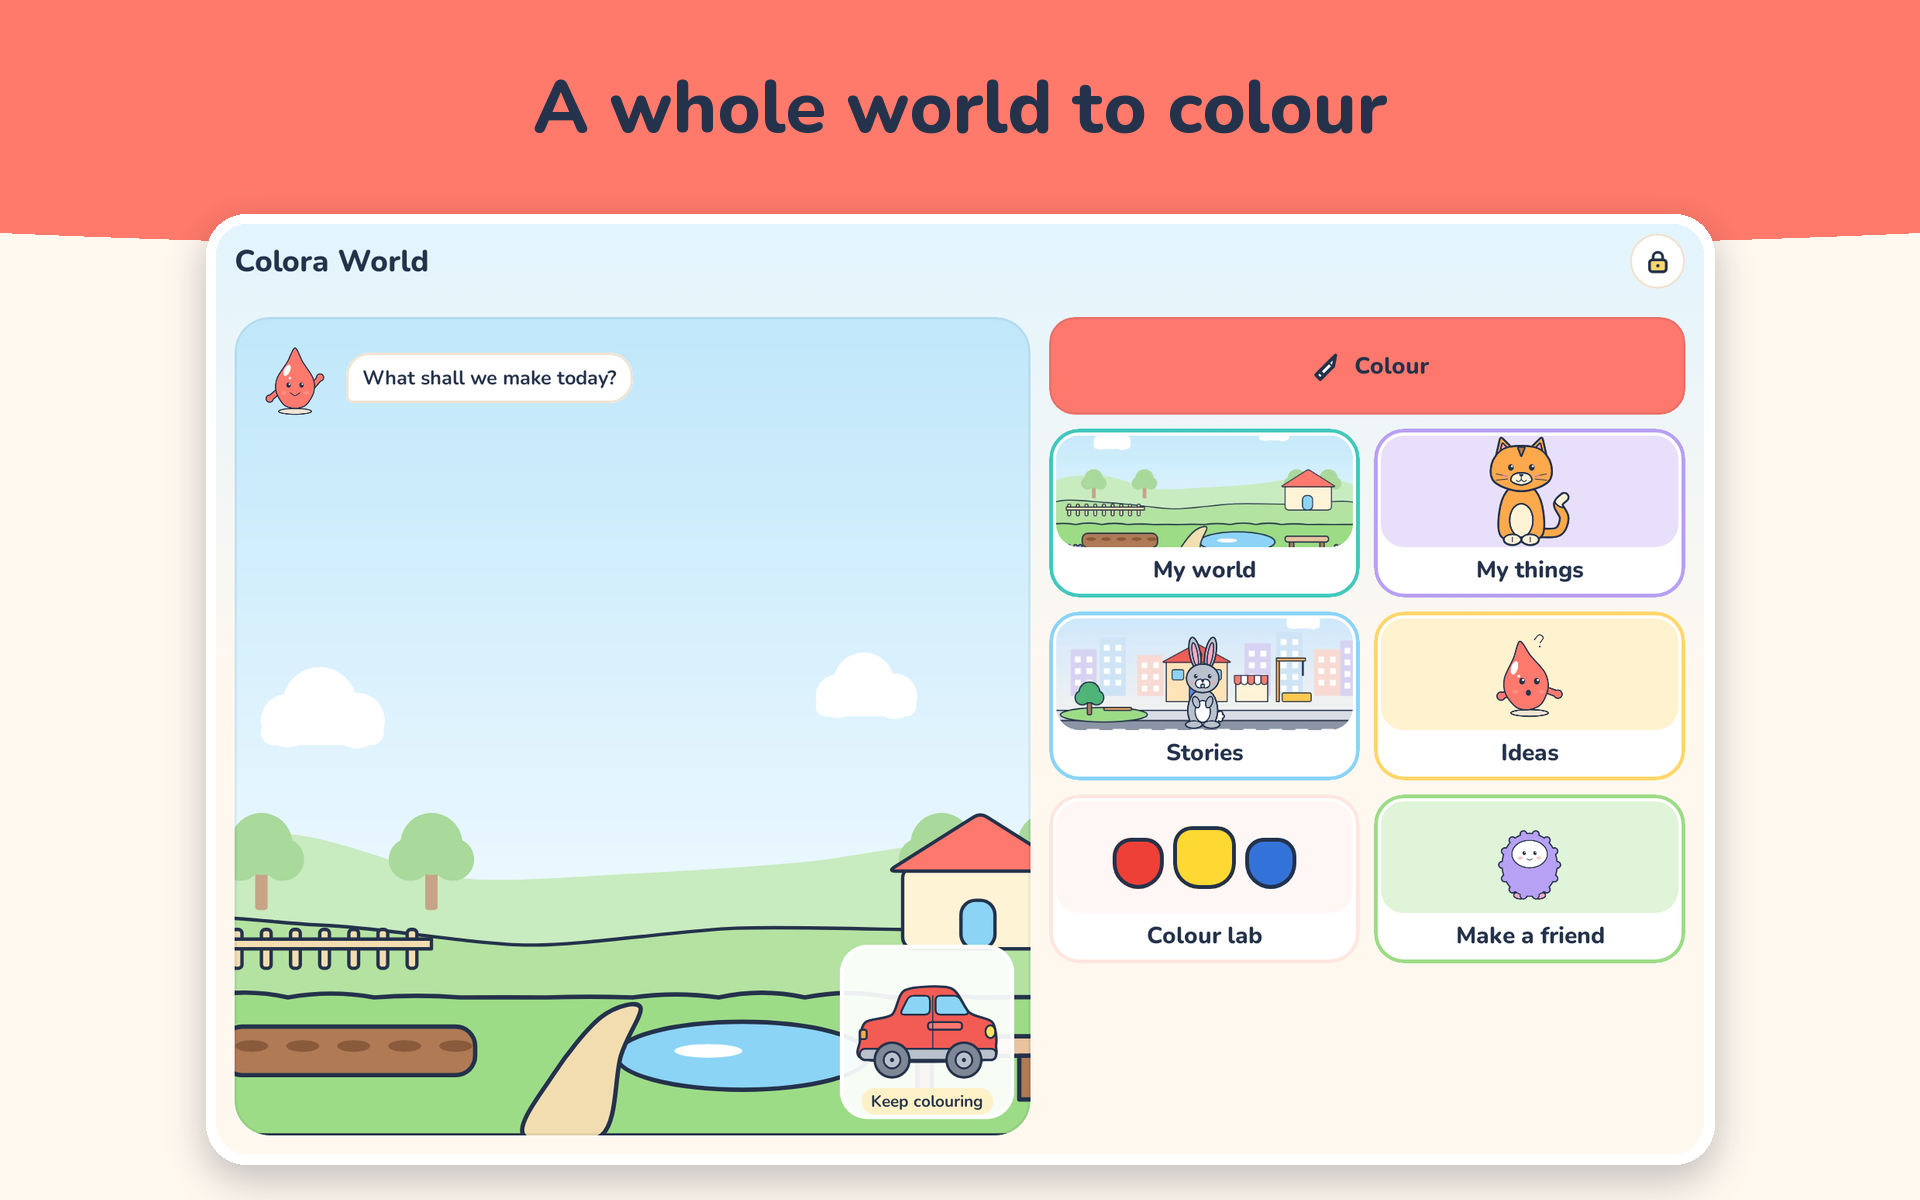 A whole world to colour
Colora World
What shall we make today?
Colour
My world
My things
Stories
?
Ideas
Colour lab
Make a friend
Keep colouring